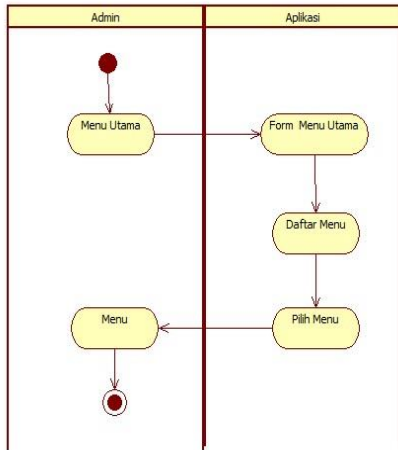 Admin
Aplikasi
Menu Utama
Form Menu Utama
Daftar Menu
Menu
Pilih Menu